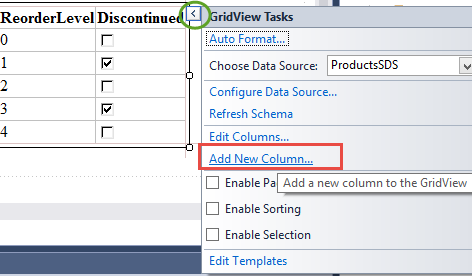 ReorderLevel Discontinued
0
1
2
3
4
GridView Tasks
Auto Format...
Choose Data Source: ProductsSDS
Configure Data Source...
Refresh Schema
Edit Columns...
Add New Column...
Enable Add a new column to the GridView
Enable Sorting
Enable Selection
Edit Templates